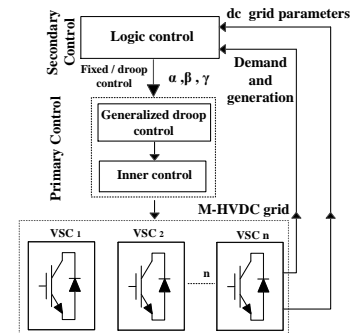 Secondary
Control
Logic control
dc grid parameters
Demand
and
generation
Fixed / droop
control
α ,β , γ
Primary Control
Generalized droop
control
Inner control
M-HVDC grid
VSC 1
VSC 2
VSC n
n